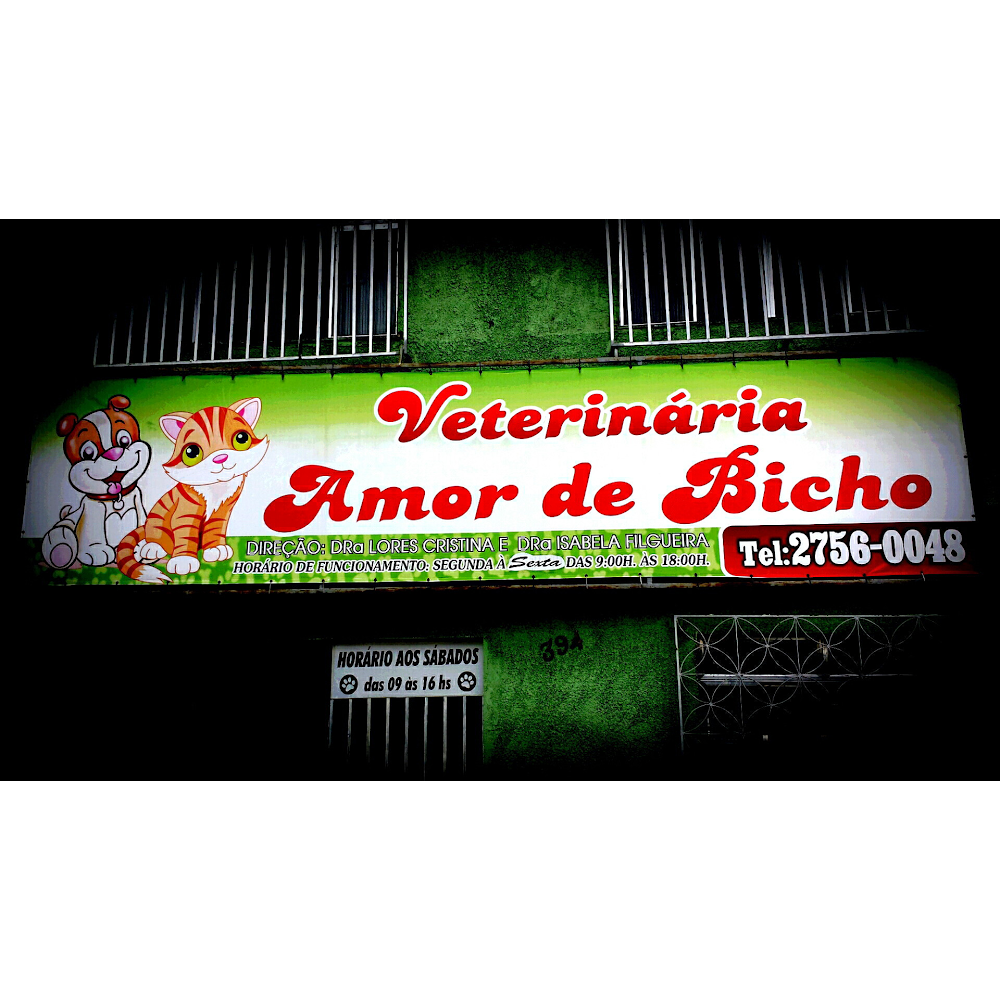 Veterinária
Amor de Bicho
DIREÇÃO: DRa LORES CRISTINA E DRa ISABELA FILGUEIRA
HORÁRIO DE FUNCIONAMENTO: SEGUNDA À Sexta DAS 9:00H. ÀS 18:00H.
Tel:2756-0048
394
HORÁRIO AOS SÁBADOS
das 09 às 16 hs